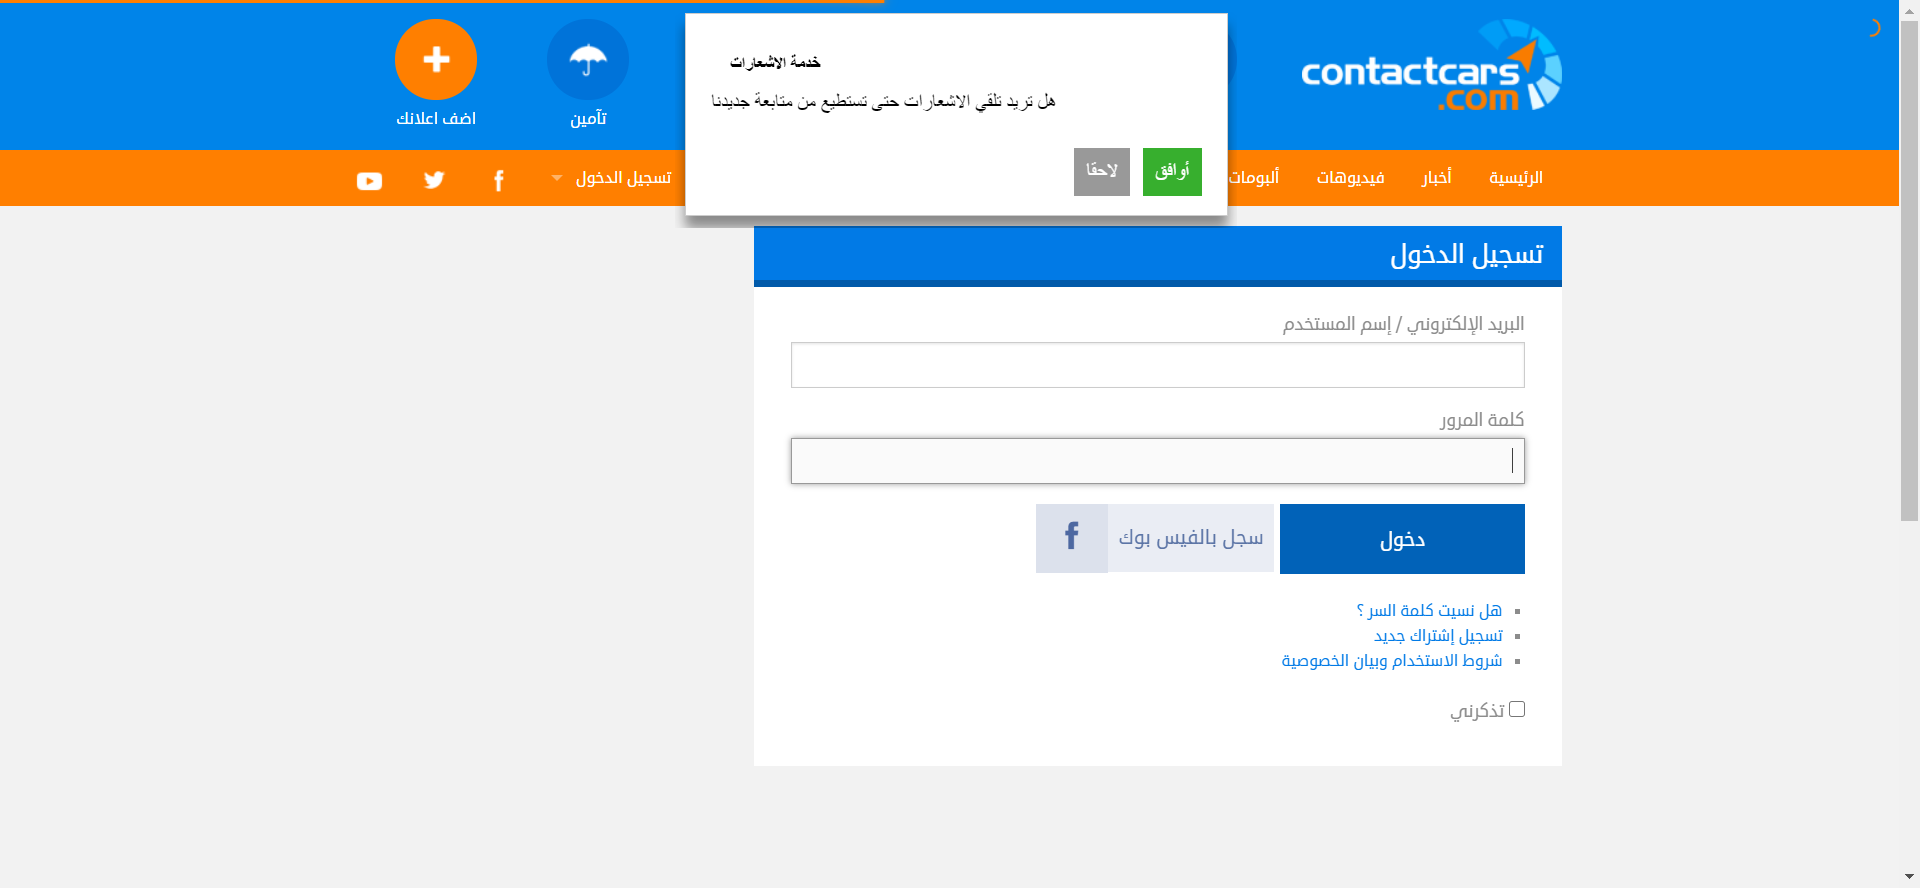 contactcars
.com
خدمة الاشعارات
هل تريد تلقي الاشعارات حتى تستطيع من متابعة جديدنا
أوافق
لاحقا
تأمين
اضف اعلانك
الرئيسية
أخبار
فيديوهات
ألبومات
تسجيل الدخول
تسجيل الدخول
البريد الإلكتروني / إسم المستخدم
كلمة المرور
دخول
سجل بالفيس بوك
هل نسيت كلمة السر ؟
تسجيل إشتراك جديد
شروط الاستخدام وبيان الخصوصية
تذكرني